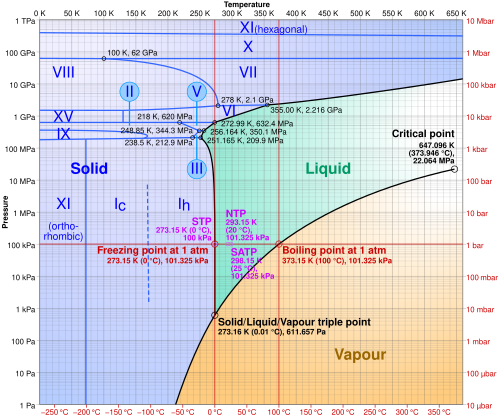 Temperature
0 K 50 K 100 K 150 K 200 K 250 K 300 K 350 K 400 K 450 K 500 K 550 K 600 K 650 K
1 TPa
XI(hexagonal)
10 Mbar
X
100 GPa
1 Mbar
100 K, 62 GPa
VIII
VII
10 GPa
100 kbar
II
V
278 K, 2.1 GPa
VI
355.00 K, 2.216 GPa
1 GPa
10 kbar
XV
218 K, 620 MPa
272.99 K, 632.4 MPa
IX
248.85 K, 344.3 MPa
256.164 K, 350.1 MPa
238.5 K, 212.9 MPa
251.165 K, 209.9 MPa
Critical point
647.096 K
(373.946 °C),
22.064 MPa
100 MPa
1 kbar
III
Solid
Liquid
10 MPa
100 bar
Pressure
XI
(ortho-
rhombic)
Ic
Ih
1 MPa
10 bar
STP
273.15 K (0 °C),
100 kPa
NTP
293.15 K
(20 °C),
101.325 kPa
100 kPa
1 bar
Freezing point at 1 atm
273.15 K (0 °C), 101.325 kPa
SATP
298.15 K
(25 °C),
101.325 kPa
Boiling point at 1 atm
373.15 K (100 °C), 101.325 kPa
10 kPa
100 mbar
1 kPa
10 mbar
Solid/Liquid/Vapour triple point
273.16 K (0.01 °C), 611.657 Pa
100 Pa
1 mbar
Vapour
10 Pa
100 µbar
1 Pa
10 µbar
−250 °C −200 °C −150 °C −100 °C −50 °C 0 °C 50 °C 100 °C 150 °C 200 °C 250 °C 300 °C 350 °C